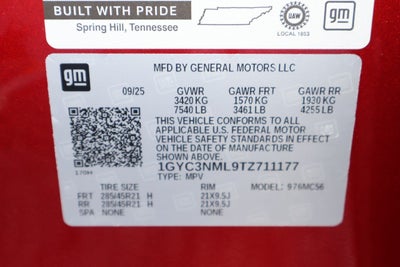 BUILT WITH PRIDE
Spring Hill, Tennessee
UAW
LOCAL 1853
gm
gm
MFD BY GENERAL MOTORS LLC
09/25 GVWR GAWR FRT GAWR RR
3420 KG 1570 KG 1930 KG
7540 LB 3461 LB 4255 LB
THIS VEHICLE CONFORMS TO ALL
APPLICABLE U.S. FEDERAL MOTOR
VEHICLE SAFETY STANDARDS IN EFFECT
ON THE DATE OF MANUFACTURE SHOWN
ABOVE.
1GYC3NML9TZ711177
170H TYPE: MPV
TIRE SIZE RIM MODEL: 976MC56
FRT 285/45R21 H 21X9.5J
RR 285/45R21 H 21X9.5J
SPA NONE NONE